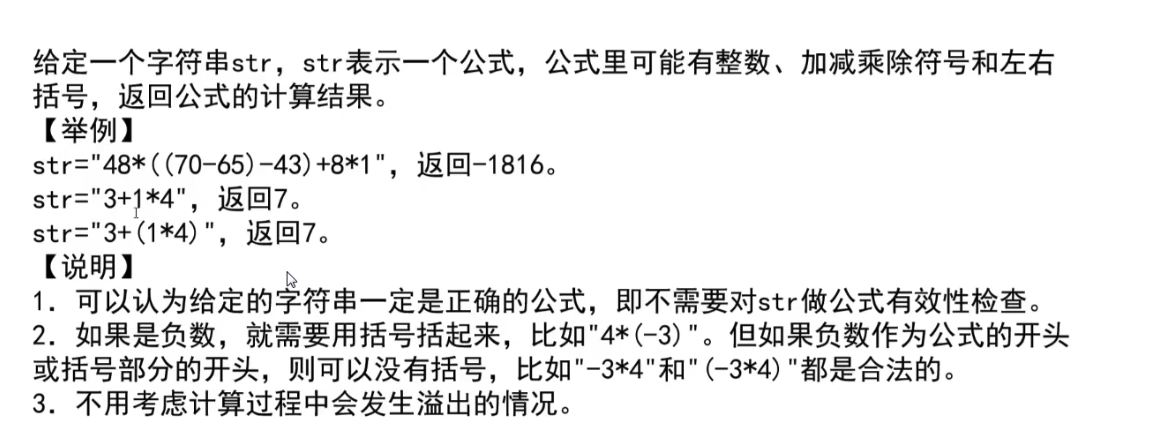 给定一个字符串str，str表示一个公式，公式里可能有整数、加减乘除符号和左右
括号，返回公式的计算结果。
【举例】
str="48*((70-65)-43)+8*1"，返回-1816。
str="3+1*4"，返回7。
str="3+(1*4)"，返回7。
【说明】
1．可以认为给定的字符串一定是正确的公式，即不需要对str做公式有效性检查。
2．如果是负数，就需要用括号括起来，比如"4*(-3)"。但如果负数作为公式的开头
或括号部分的开头，则可以没有括号，比如"-3*4"和"(-3*4)"都是合法的。
3．不用考虑计算过程中会发生溢出的情况。